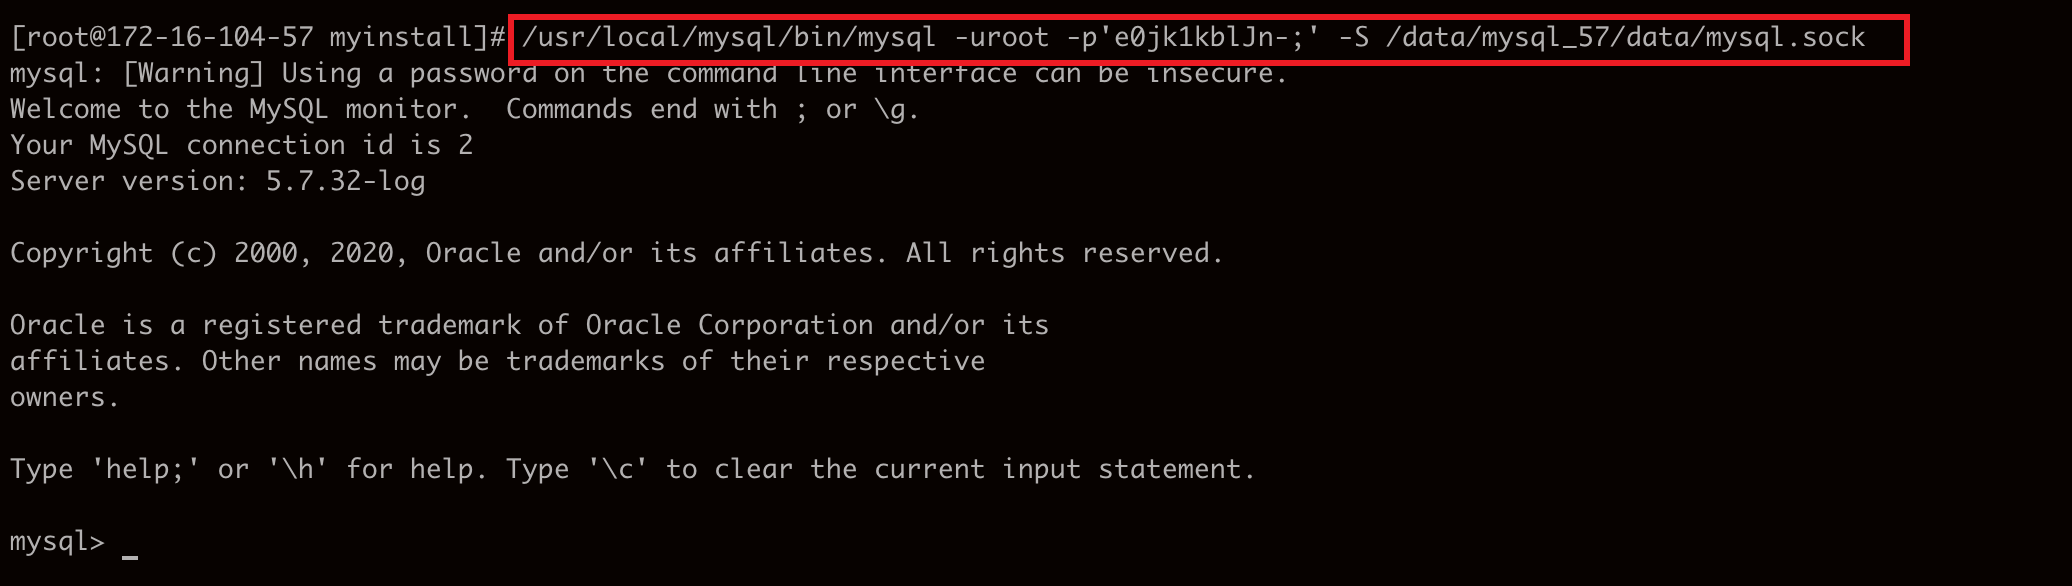 [root@172-16-104-57 myinstall]# /usr/local/mysql/bin/mysql -uroot -p'e0jk1kblJn-;' -S /data/mysql_57/data/mysql.sock
mysql: [Warning] Using a password on the command line interface can be insecure.
Welcome to the MySQL monitor.  Commands end with ; or \g.
Your MySQL connection id is 2
Server version: 5.7.32-log
Copyright (c) 2000, 2020, Oracle and/or its affiliates. All rights reserved.
Oracle is a registered trademark of Oracle Corporation and/or its
affiliates. Other names may be trademarks of their respective
owners.
Type 'help;' or '\h' for help. Type '\c' to clear the current input statement.
mysql> _